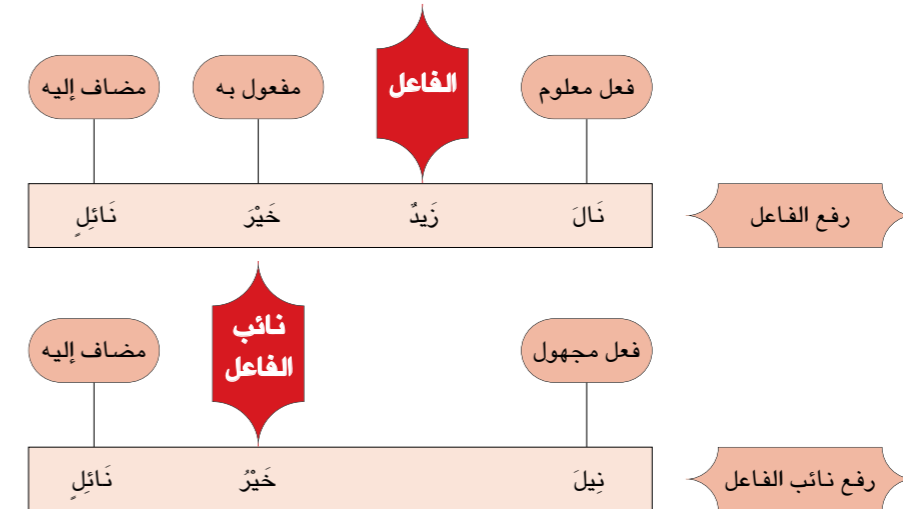 فعل معلوم
الفاعل
مفعول به
مضاف إليه
رفع الفاعل
نَالَ زَيدٌ خَيْرَ نَائِلٍ
فعل مجهول
نائب
الفاعل
مضاف إليه
رفع نائب الفاعل
نِيلَ خَيْرُ نَائِلٍ